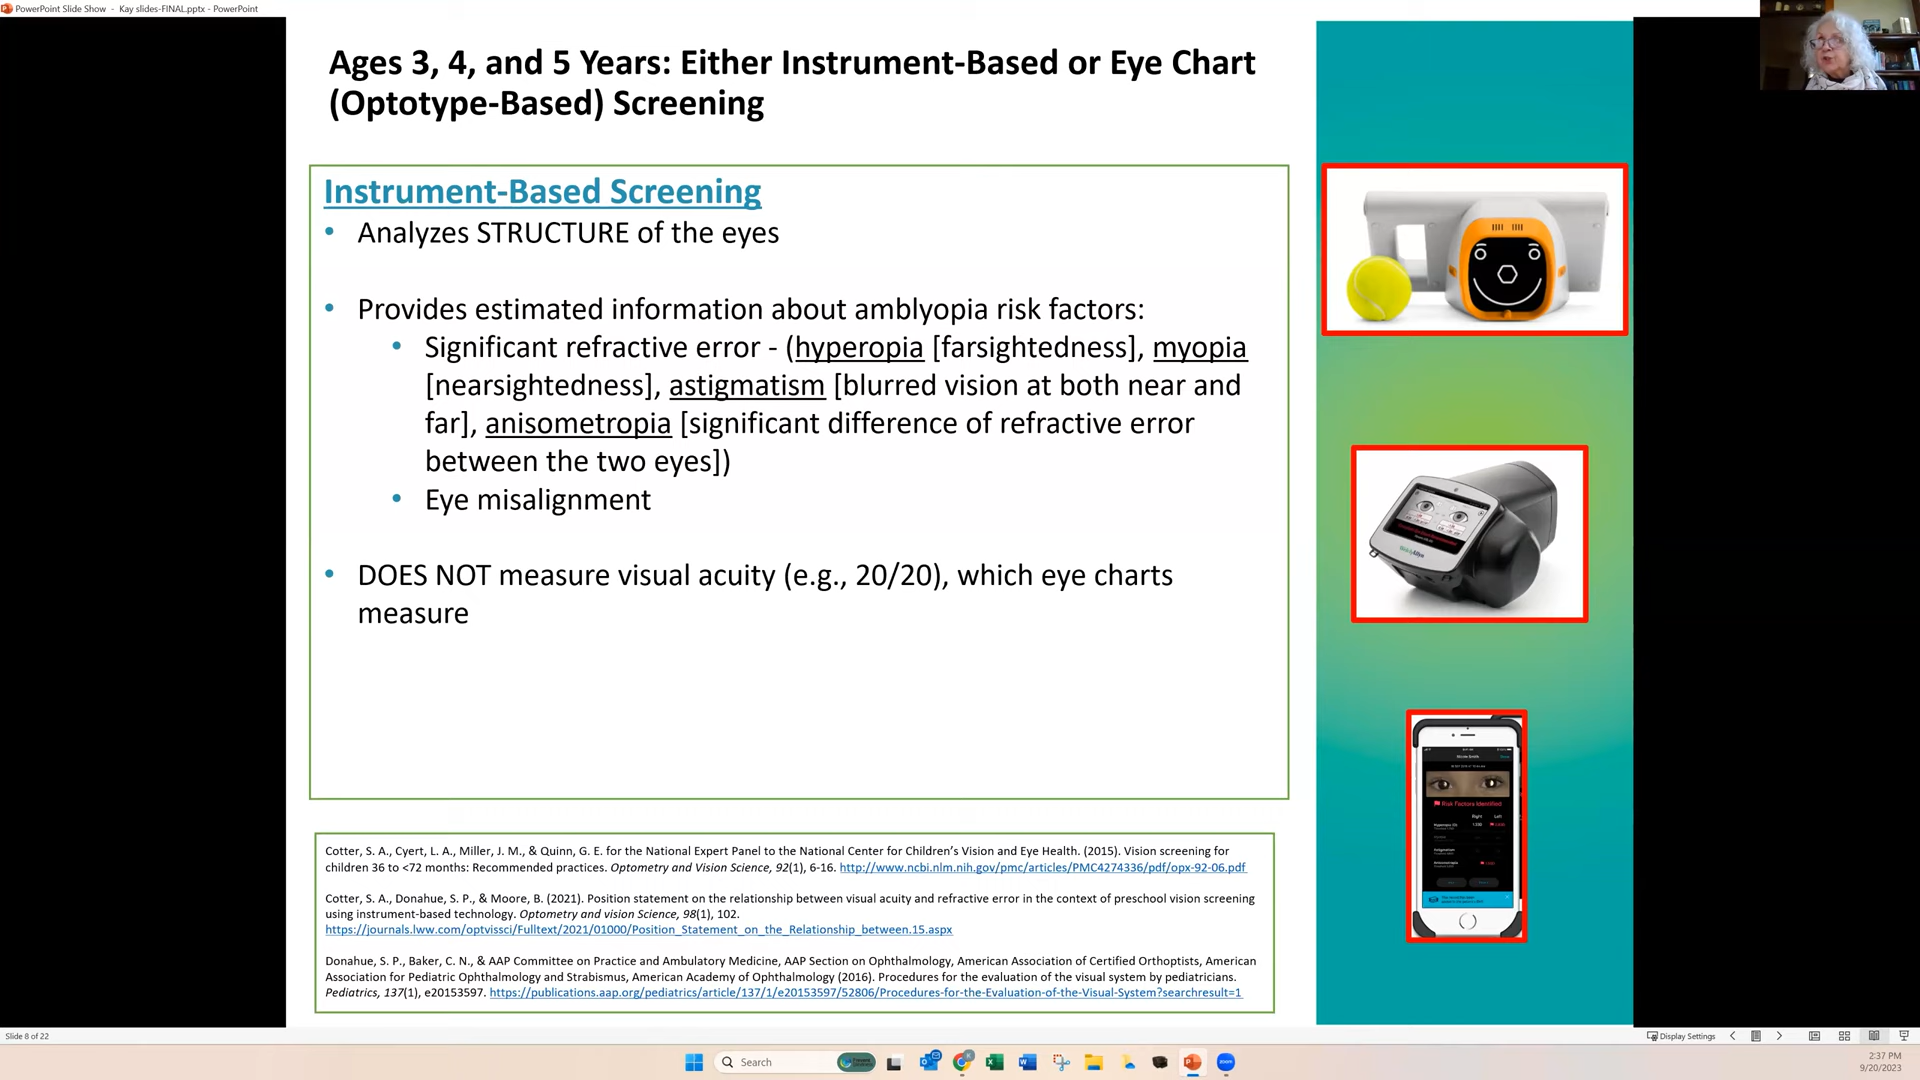 PowerPoint Slide Show - Kay slides-FINAL.pptx - PowerPoint
Ages 3, 4, and 5 Years: Either Instrument-Based or Eye Chart
(Optotype-Based) Screening
Instrument-Based Screening
• Analyzes STRUCTURE of the eyes
• Provides estimated information about amblyopia risk factors:
• Significant refractive error - (hyperopia [farsightedness], myopia
[nearsightedness], astigmatism [blurred vision at both near and
far], anisometropia [significant difference of refractive error
between the two eyes])
• Eye misalignment
• DOES NOT measure visual acuity (e.g., 20/20), which eye charts
measure
WelchAllyn
Risk Factors Identified
Right Left
Cotter, S. A., Cyert, L. A., Miller, J. M., & Quinn, G. E. for the National Expert Panel to the National Center for Children's Vision and Eye Health. (2015). Vision screening for
children 36 to <72 months: Recommended practices. Optometry and Vision Science, 92(1), 6-16. http://www.ncbi.nlm.nih.gov/pmc/articles/PMC4274336/pdf/opx-92-06.pdf
Cotter, S. A., Donahue, S. P., & Moore, B. (2021). Position statement on the relationship between visual acuity and refractive error in the context of preschool vision screening
using instrument-based technology. Optometry and vision Science, 98(1), 102.
https://journals.lww.com/optvissci/Fulltext/2021/01000/Position_Statement_on_the_Relationship_between.15.aspx
Donahue, S. P., Baker, C. N., & AAP Committee on Practice and Ambulatory Medicine, AAP Section on Ophthalmology, American Association of Certified Orthoptists, American
Association for Pediatric Ophthalmology and Strabismus, American Academy of Ophthalmology (2016). Procedures for the evaluation of the visual system by pediatricians.
Pediatrics, 137(1), e20153597. https://publications.aap.org/pediatrics/article/137/1/e20153597/52806/Procedures-for-the-Evaluation-of-the-Visual-System?searchresult=1
Slide 8 of 22
Display Settings
Search
zoom
2:37 PM
9/20/2023